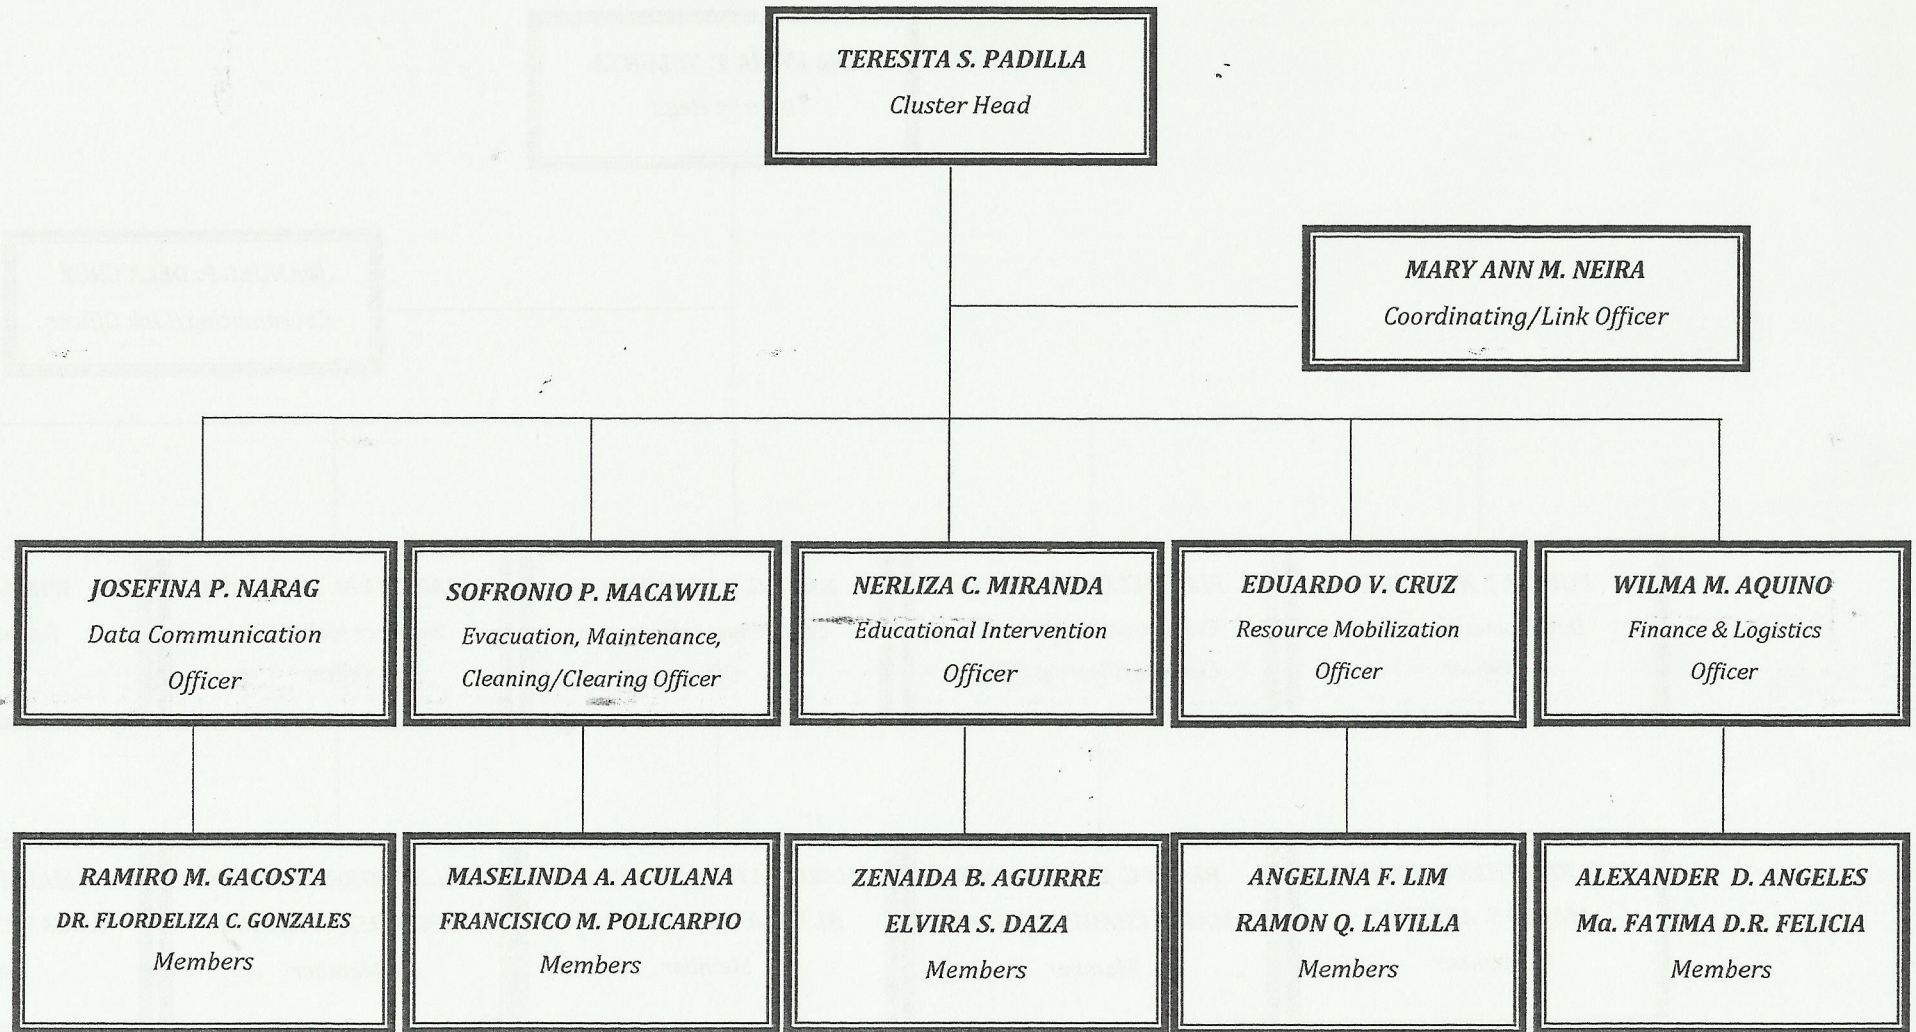 TERESITA S. PADILLA
Cluster Head
MARY ANN M. NEIRA
Coordinating/Link Officer
JOSEFINA P. NARAG
Data Communication
Officer
SOFRONIO P. MACAWILE
Evacuation, Maintenance,
Cleaning/Clearing Officer
NERLIZA C. MIRANDA
Educational Intervention
Officer
EDUARDO V. CRUZ
Resource Mobilization
Officer
WILMA M. AQUINO
Finance & Logistics
Officer
RAMIRO M. GACOSTA
DR. FLORDELIZA C. GONZALES
Members
MASELINDA A. ACULANA
FRANCISICO M. POLICARPIO
Members
ZENAIDA B. AGUIRRE
ELVIRA S. DAZA
Members
ANGELINA F. LIM
RAMON Q. LAVILLA
Members
ALEXANDER D. ANGELES
Ma. FATIMA D.R. FELICIA
Members